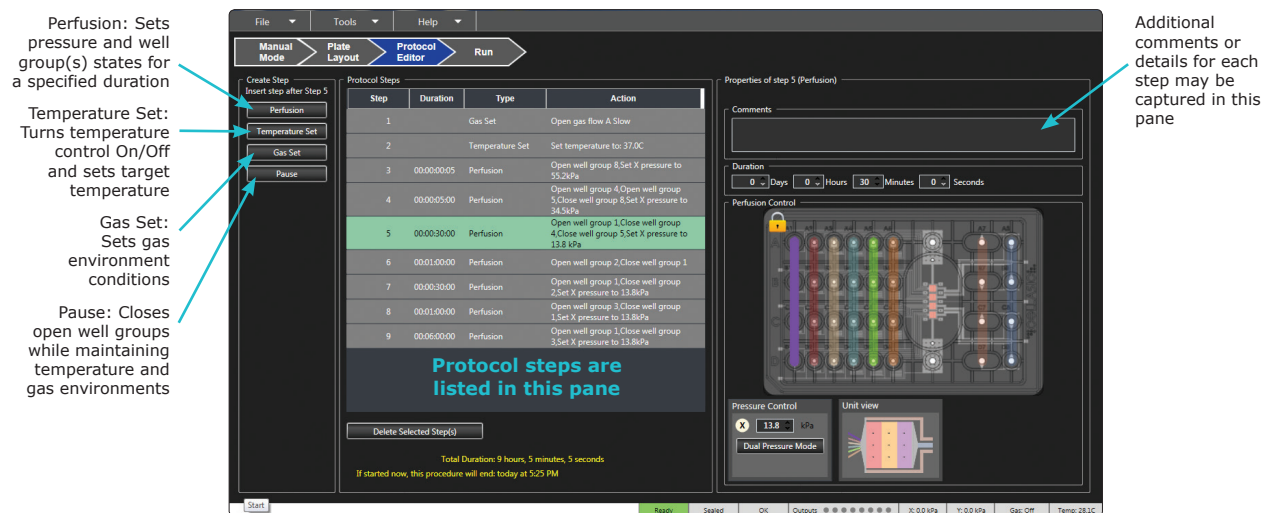 Perfusion: Sets
pressure and well
group(s) states for
a specified duration
Temperature Set:
Turns temperature
control On/Off
and sets target
temperature
Gas Set:
Sets gas
environment
conditions
Pause: Closes
open well groups
while maintaining
temperature and
gas environments
File Tools Help
Manual Mode
Plate Layout
Protocol Editor
Run
Create Step
Insert step after Step 5
Perfusion
Temperature Set
Gas Set
Pause
Protocol Steps
Step Duration Type Action
1 Gas Set Open gas flow A Slow
2 Temperature Set Set temperature to: 37.0C
3 00:00:00:05 Perfusion Open well group 8,Set X pressure to
55.2kPa
4 00:00:05:00 Perfusion Open well group 4,Open well group
5,Close well group 8,Set X pressure to
34.5kPa
5 00:00:30:00 Perfusion Open well group 1,Close well group
4,Close well group 5,Set X pressure to
13.8 kPa
6 00:01:00:00 Perfusion Open well group 2,Close well group 1
7 00:00:30:00 Perfusion Open well group 1,Close well group
2,Set X pressure to 13.8kPa
8 00:01:00:00 Perfusion Open well group 3,Close well group
1,Set X pressure to 13.8kPa
9 00:06:00:00 Perfusion Open well group 1,Close well group
3,Set X pressure to 13.8kPa
Protocol steps are
listed in this pane
Delete Selected Step(s)
Total Duration: 9 hours, 5 minutes, 5 seconds
If started now, this procedure will end: today at 5:25 PM
Properties of step 5 (Perfusion)
Comments
Duration
0 Days 0 Hours 30 Minutes 0 Seconds
Perfusion Control
A7 A8
Pressure Control
X 13.8 kPa
Dual Pressure Mode
Unit view
Additional
comments or
details for each
step may be
captured in this
pane
Start
Ready Sealed OK Outputs X: 0.0 kPa Y: 0.0 kPa Gas: Off Temp: 28.1C